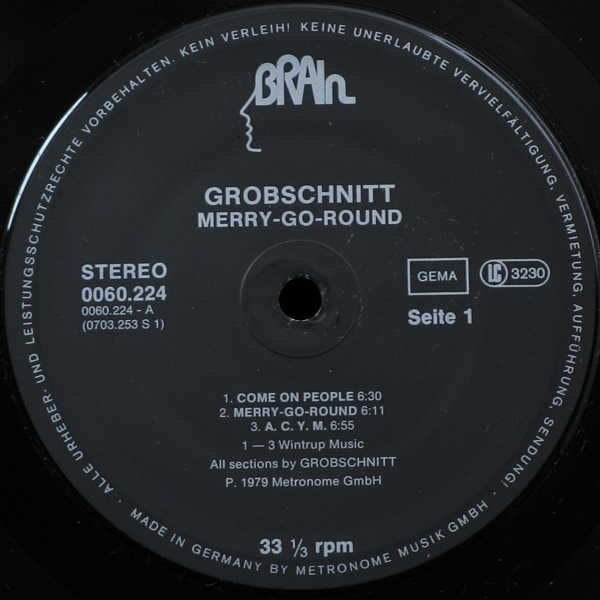 BRAIN
GROBSCHNITT
MERRY-GO-ROUND
STEREO
0060.224
0060.224 - A
(0703.253 S 1)
GEMA
LC 3230
Seite 1
1. COME ON PEOPLE 6:30
2. MERRY-GO-ROUND 6:11
3. A. C. Y. M. 6:55
1 — 3 Wintrup Music
All sections by GROBSCHNITT
P. 1979 Metronome GmbH
33 ⅓ rpm
· ALLE URHEBER- UND LEISTUNGSSCHUTZRECHTE VORBEHALTEN. KEIN VERLEIH! KEINE UNERLAUBTE VERVIELFÄLTIGUNG, VERMIETUNG, AUFFÜHRUNG, SENDUNG! ·
MADE IN GERMANY BY METRONOME MUSIK GMBH